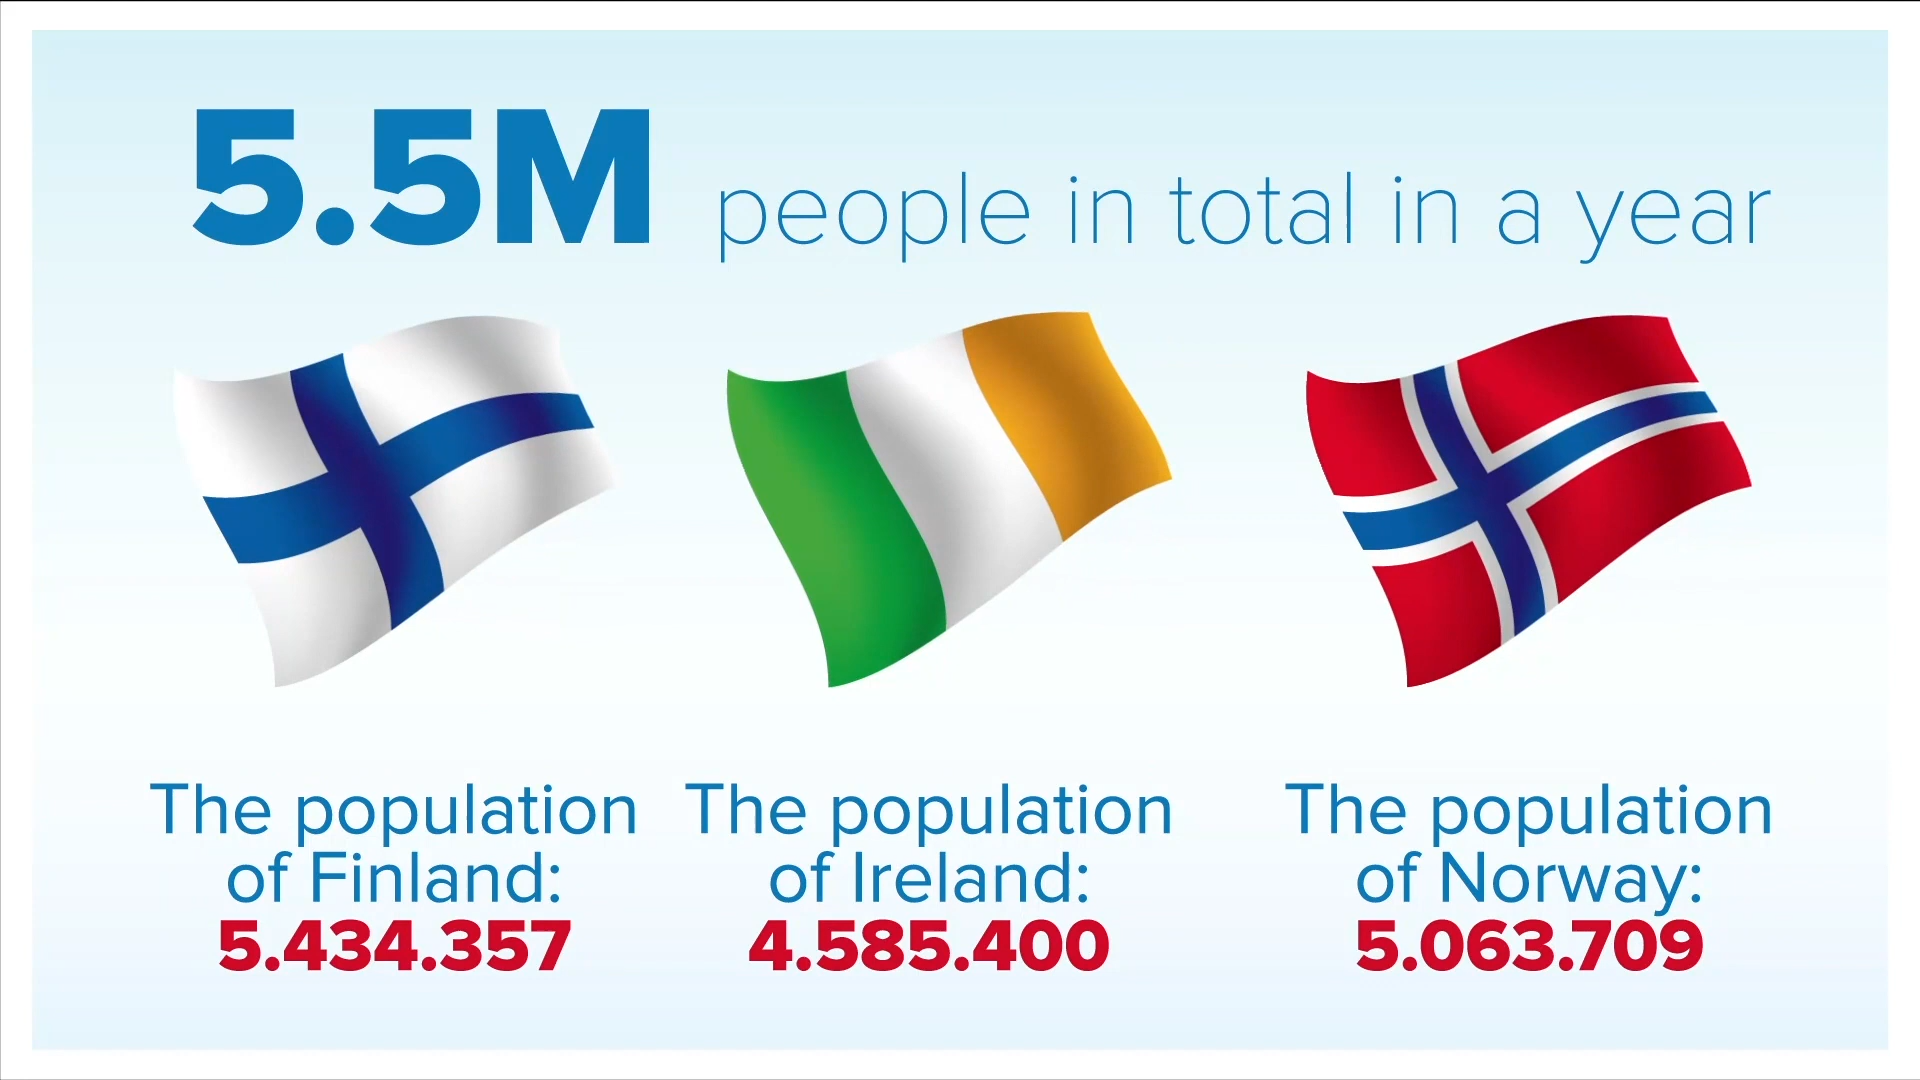 5.5M people in total in a year
The population
of Finland:
5.434.357
The population
of Ireland:
4.585.400
The population
of Norway:
5.063.709